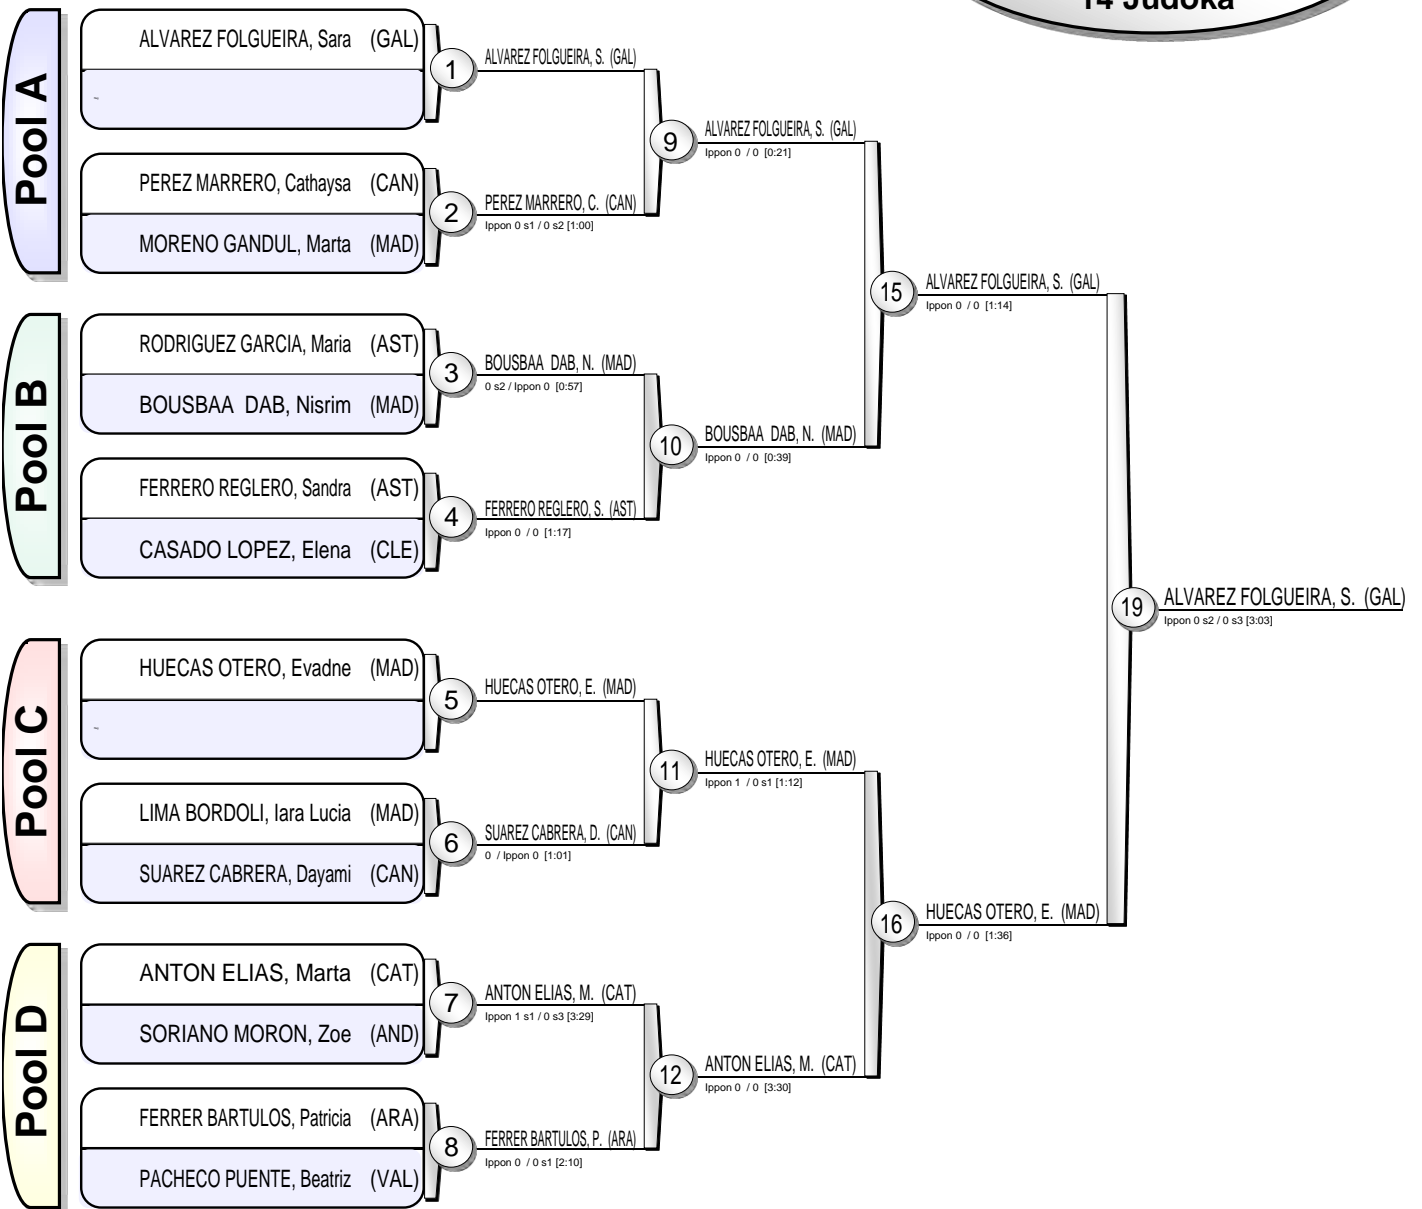 14 Judoka
Pool A
ALVAREZ FOLGUEIRA, Sara (GAL)
-
1
ALVAREZ FOLGUEIRA, S. (GAL)
PEREZ MARRERO, Cathaysa (CAN)
MORENO GANDUL, Marta (MAD)
2
PEREZ MARRERO, C. (CAN)
Ippon 0 s1 / 0 s2 [1:00]
9
ALVAREZ FOLGUEIRA, S. (GAL)
Ippon 0 / 0 [0:21]
Pool B
RODRIGUEZ GARCIA, Maria (AST)
BOUSBAA DAB, Nisrim (MAD)
3
BOUSBAA DAB, N. (MAD)
0 s2 / Ippon 0 [0:57]
FERRERO REGLERO, Sandra (AST)
CASADO LOPEZ, Elena (CLE)
4
FERRERO REGLERO, S. (AST)
Ippon 0 / 0 [1:17]
10
BOUSBAA DAB, N. (MAD)
Ippon 0 / 0 [0:39]
15
ALVAREZ FOLGUEIRA, S. (GAL)
Ippon 0 / 0 [1:14]
Pool C
HUECAS OTERO, Evadne (MAD)
-
5
HUECAS OTERO, E. (MAD)
LIMA BORDOLI, Iara Lucia (MAD)
SUAREZ CABRERA, Dayami (CAN)
6
SUAREZ CABRERA, D. (CAN)
0 / Ippon 0 [1:01]
11
HUECAS OTERO, E. (MAD)
Ippon 1 / 0 s1 [1:12]
Pool D
ANTON ELIAS, Marta (CAT)
SORIANO MORON, Zoe (AND)
7
ANTON ELIAS, M. (CAT)
Ippon 1 s1 / 0 s3 [3:29]
FERRER BARTULOS, Patricia (ARA)
PACHECO PUENTE, Beatriz (VAL)
8
FERRER BARTULOS, P. (ARA)
Ippon 0 / 0 s1 [2:10]
12
ANTON ELIAS, M. (CAT)
Ippon 0 / 0 [3:30]
16
HUECAS OTERO, E. (MAD)
Ippon 0 / 0 [1:36]
19
ALVAREZ FOLGUEIRA, S. (GAL)
Ippon 0 s2 / 0 s3 [3:03]